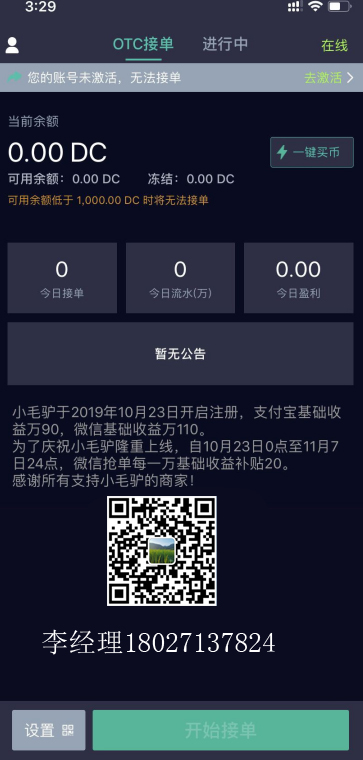 3:29
OTC接单 进行中 在线
您的账号未激活，无法接单 去激活
当前余额
0.00 DC
一键买币
可用余额：0.00 DC 冻结：0.00 DC
可用余额低于 1,000.00 DC 时将无法接单
0 0 0.00
今日接单 今日流水(万) 今日盈利
暂无公告
小毛驴于2019年10月23日开启注册，支付宝基础收
益万90，微信基础收益万110。
为了庆祝小毛驴隆重上线，自10月23日0点至11月7
日24点，微信抢单每一万基础收益补贴20。
感谢所有支持小毛驴的商家！
李经理18027137824
设置 开始接单